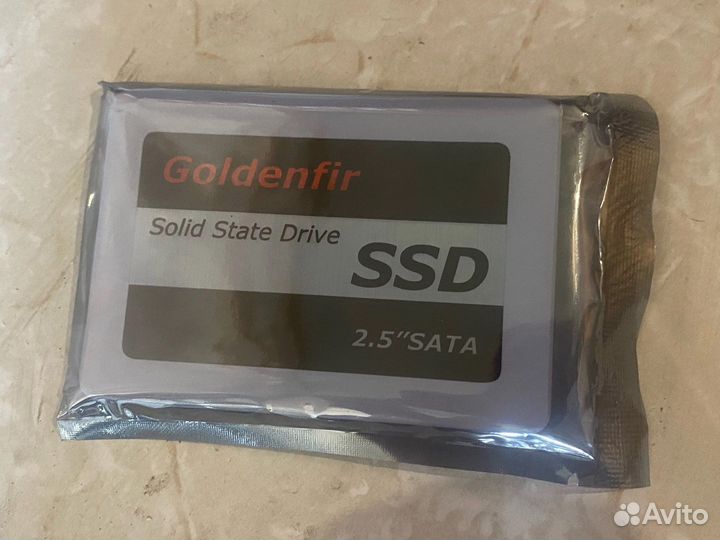 Goldenfir
Solid State Drive
SSD
2.5"SATA
Avito